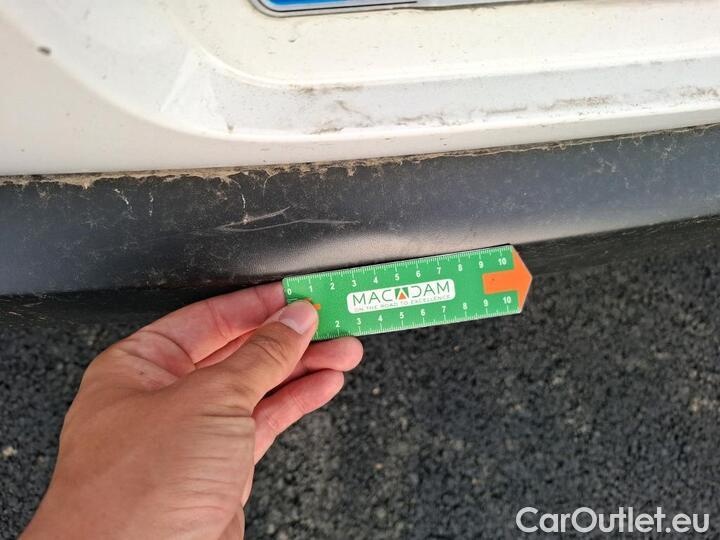 0 1 2 3 4 5 6 7 8 9 10
MACADAM
ON THE ROAD TO EXCELLENCE
2 3 4 5 6 7 8 9 10
CarOutlet.eu